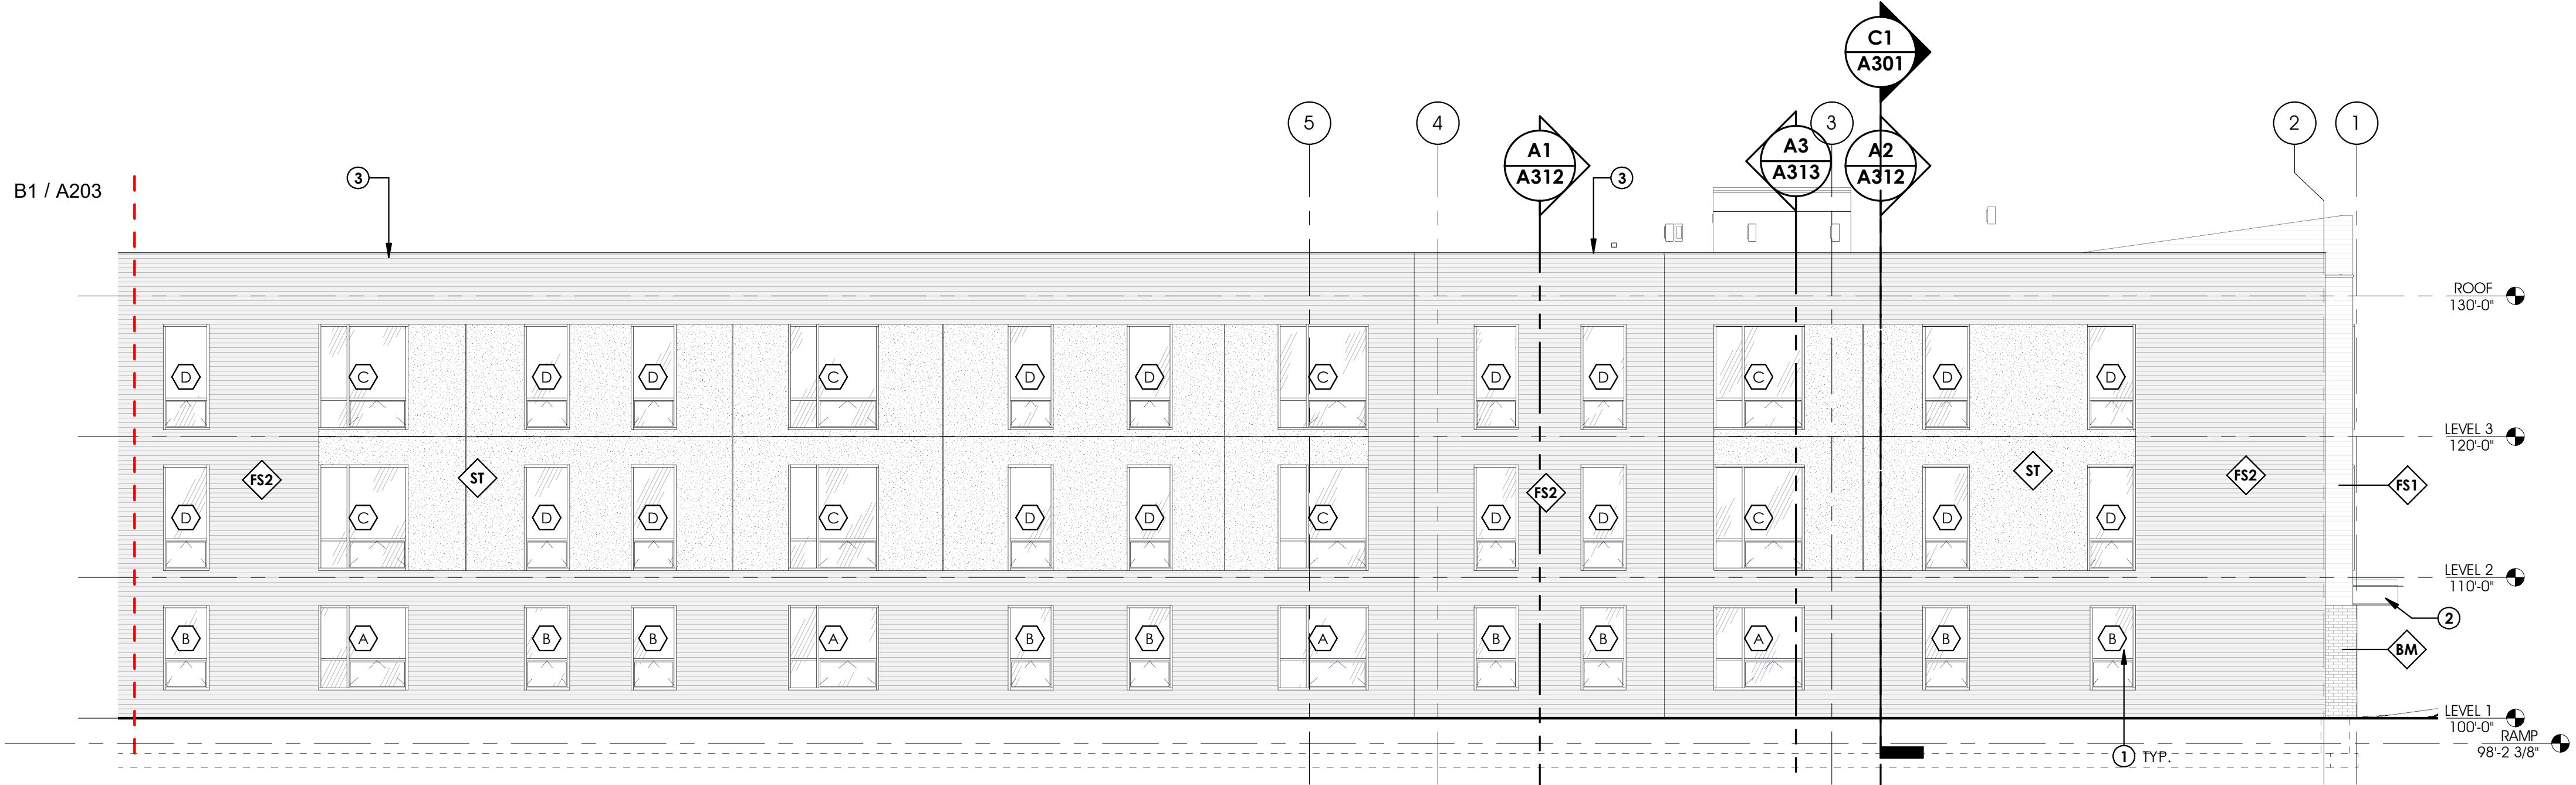 C1
A301
5
4
A1
A312
A3
A313
3
A2
A312
2
1
B1 / A203
3
3
ROOF
130'-0"
D
C
D
D
C
D
D
C
D
D
C
D
D
LEVEL 3
120'-0"
FS2
ST
FS2
ST
FS2
FS1
D
C
D
D
C
D
D
C
D
D
C
D
D
LEVEL 2
110'-0"
2
B
A
B
B
A
B
B
A
B
B
A
B
B
BM
LEVEL 1
100'-0"
RAMP
98'-2 3/8"
1 TYP.